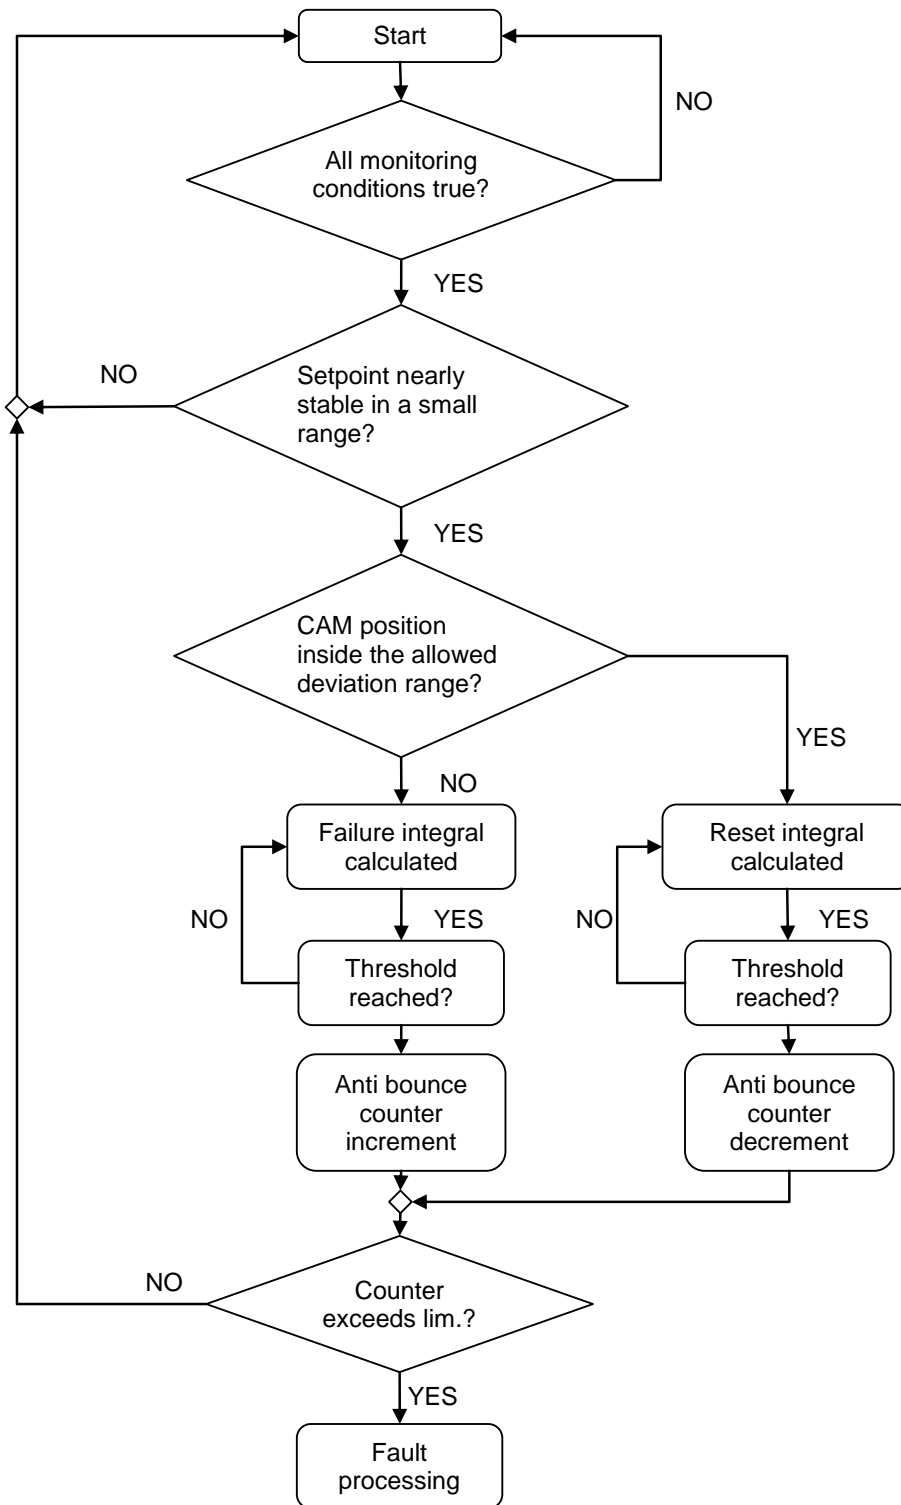 Start
NO
All monitoring
conditions true?
YES
NO
Setpoint nearly
stable in a small
range?
YES
CAM position
inside the allowed
deviation range?
YES
NO
Failure integral
calculated
Reset integral
calculated
NO
YES
NO
YES
Threshold
reached?
Threshold
reached?
Anti bounce
counter
increment
Anti bounce
counter
decrement
NO
Counter
exceeds lim.?
YES
Fault
processing